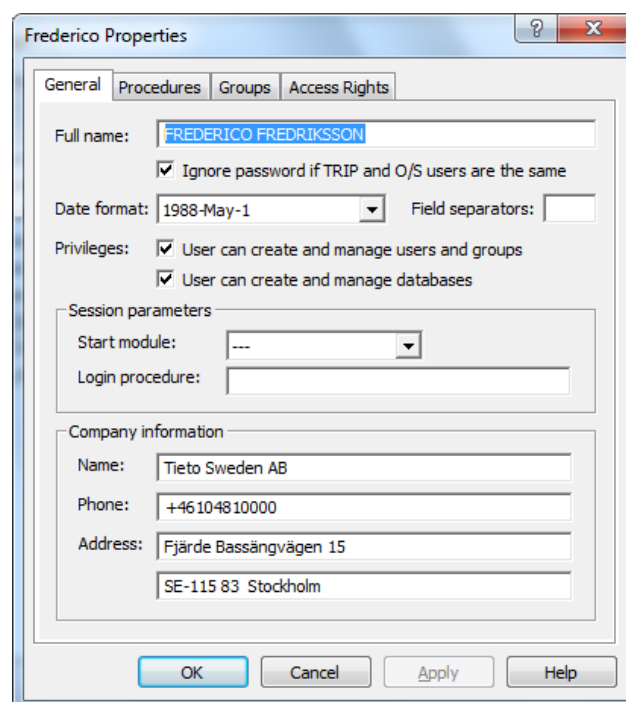 Frederico Properties
General Procedures Groups Access Rights
Full name: FREDERICO FREDRIKSSON
Ignore password if TRIP and O/S users are the same
Date format: 1988-May-1 Field separators:
Privileges: User can create and manage users and groups
User can create and manage databases
Session parameters
Start module: ---
Login procedure:
Company information
Name: Tieto Sweden AB
Phone: +46104810000
Address: Fjärde Bassängvägen 15
SE-115 83 Stockholm
OK Cancel Apply Help